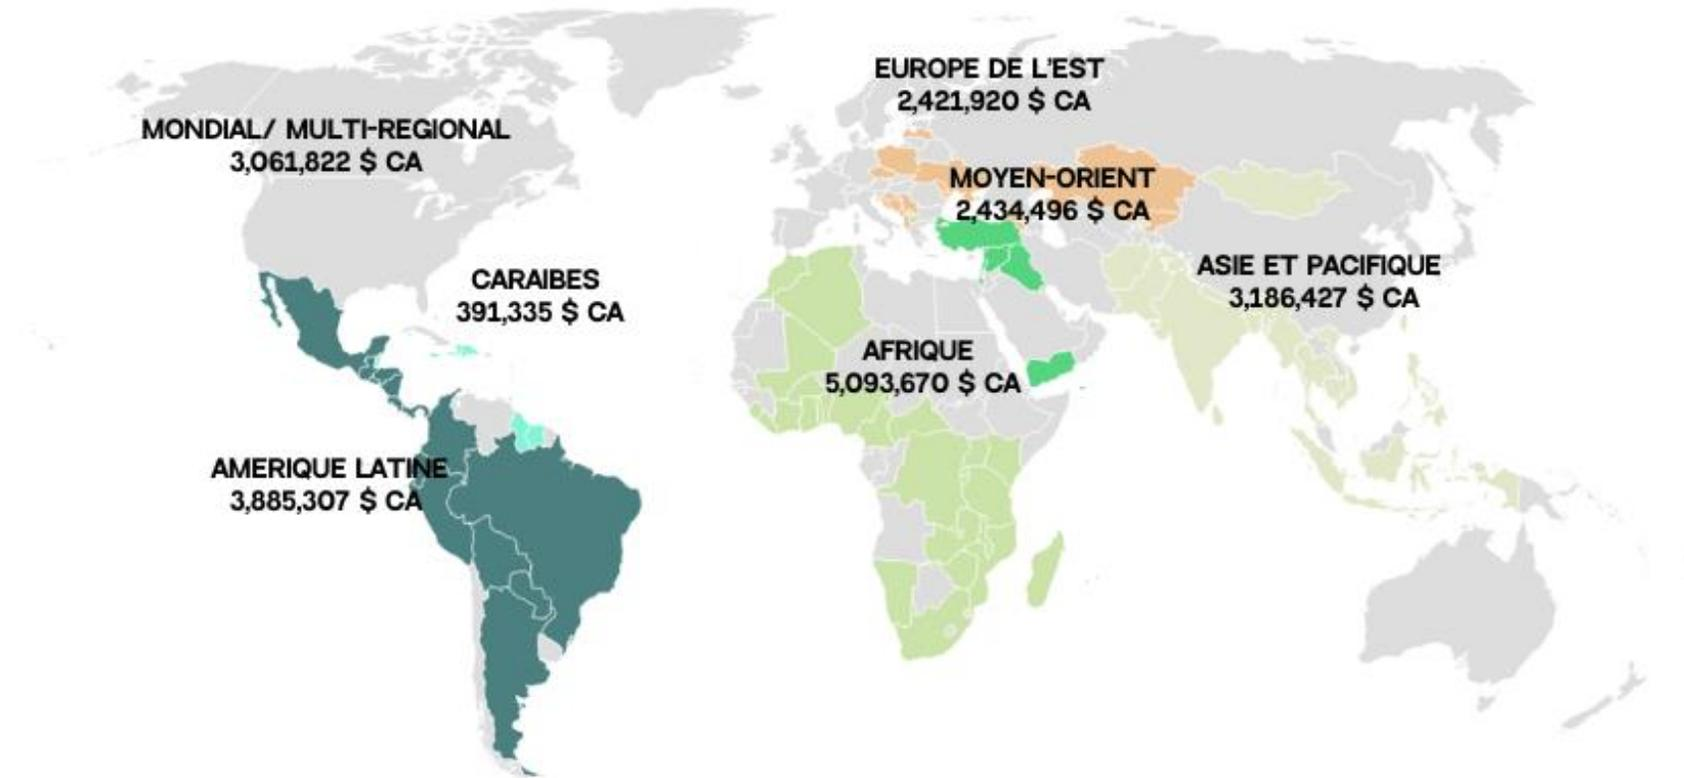 EUROPE DE L'EST
2,421,920 $ CA
MONDIAL/ MULTI-REGIONAL
3,061,822 $ CA
MOYEN-ORIENT
2,434,496 $ CA
ASIE ET PACIFIQUE
3,186,427 $ CA
CARAIBES
391,335 $ CA
AFRIQUE
5,093,670 $ CA
AMERIQUE LATINE
3,885,307 $ CA